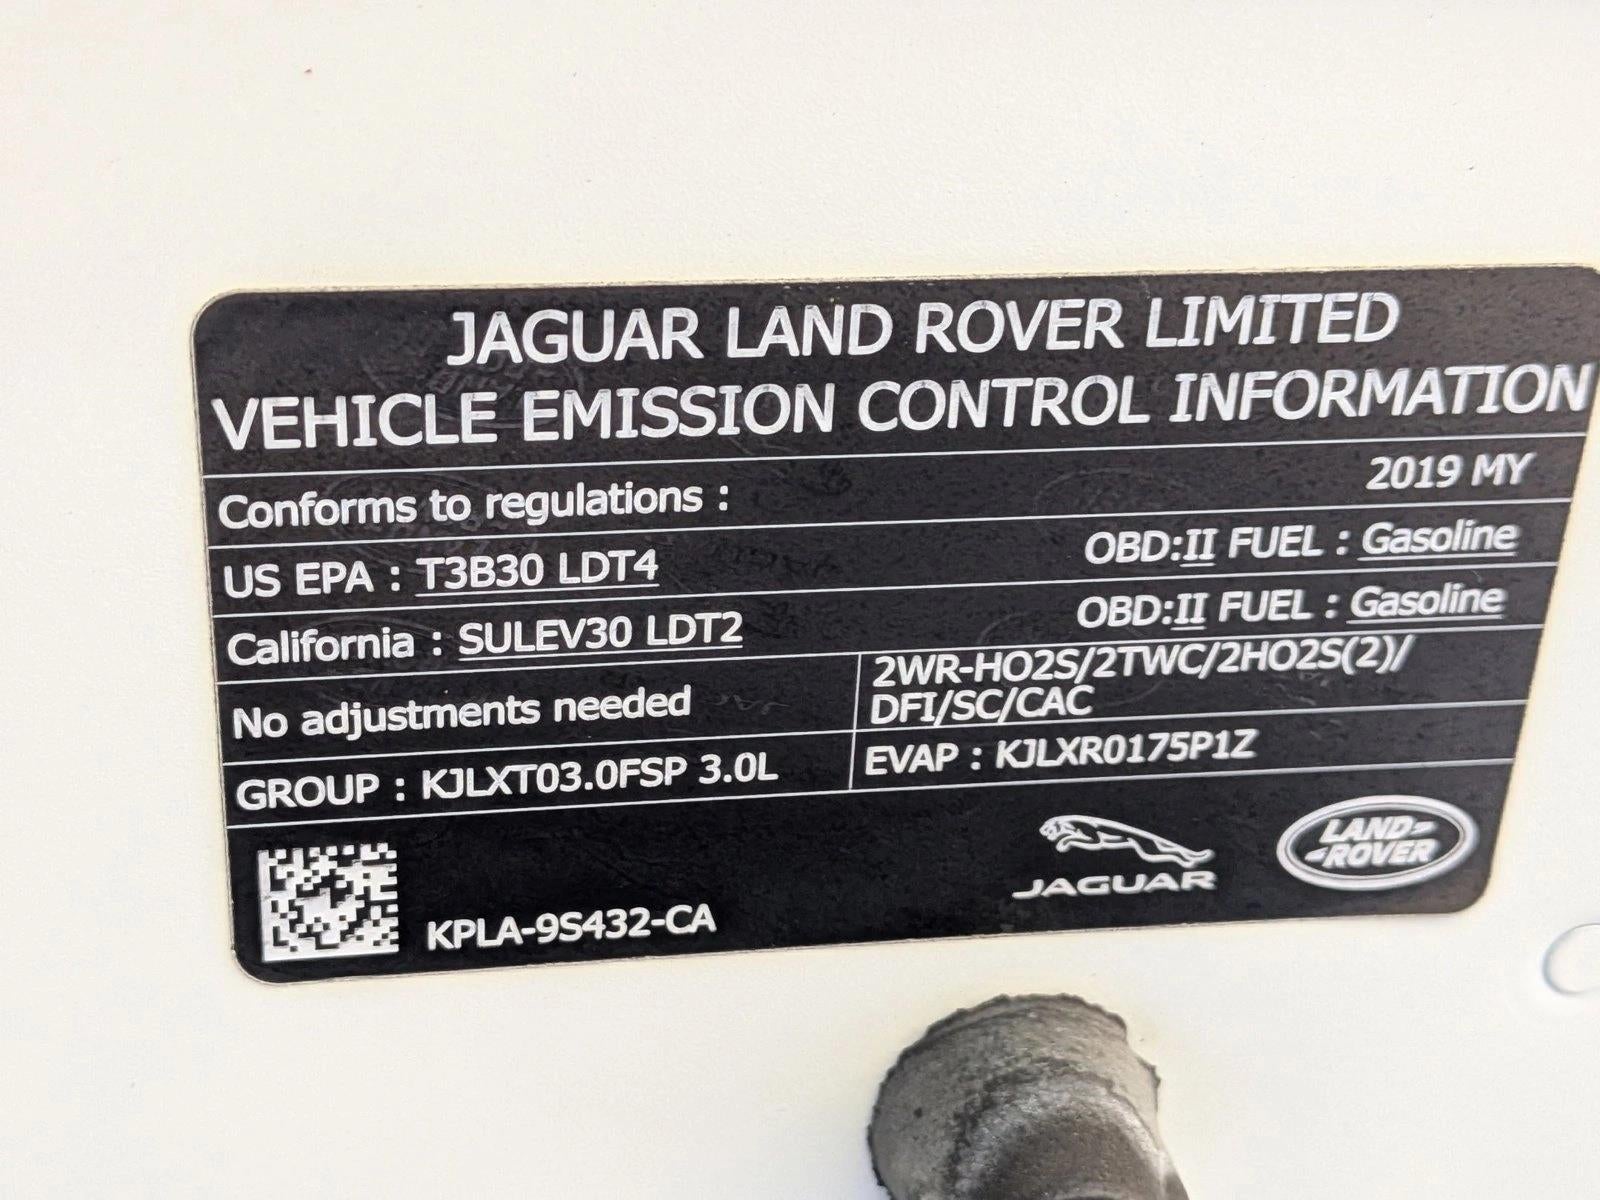 JAGUAR LAND ROVER LIMITED
VEHICLE EMISSION CONTROL INFORMATION
Conforms to regulations : 2019 MY
US EPA : T3B30 LDT4 OBD:II FUEL : Gasoline
California : SULEV30 LDT2 OBD:II FUEL : Gasoline
No adjustments needed
2WR-HO2S/2TWC/2HO2S(2)/
DFI/SC/CAC
GROUP : KJLXT03.0FSP 3.0L
EVAP : KJLXR0175P1Z
KPLA-9S432-CA
JAGUAR
LAND-
-ROVER